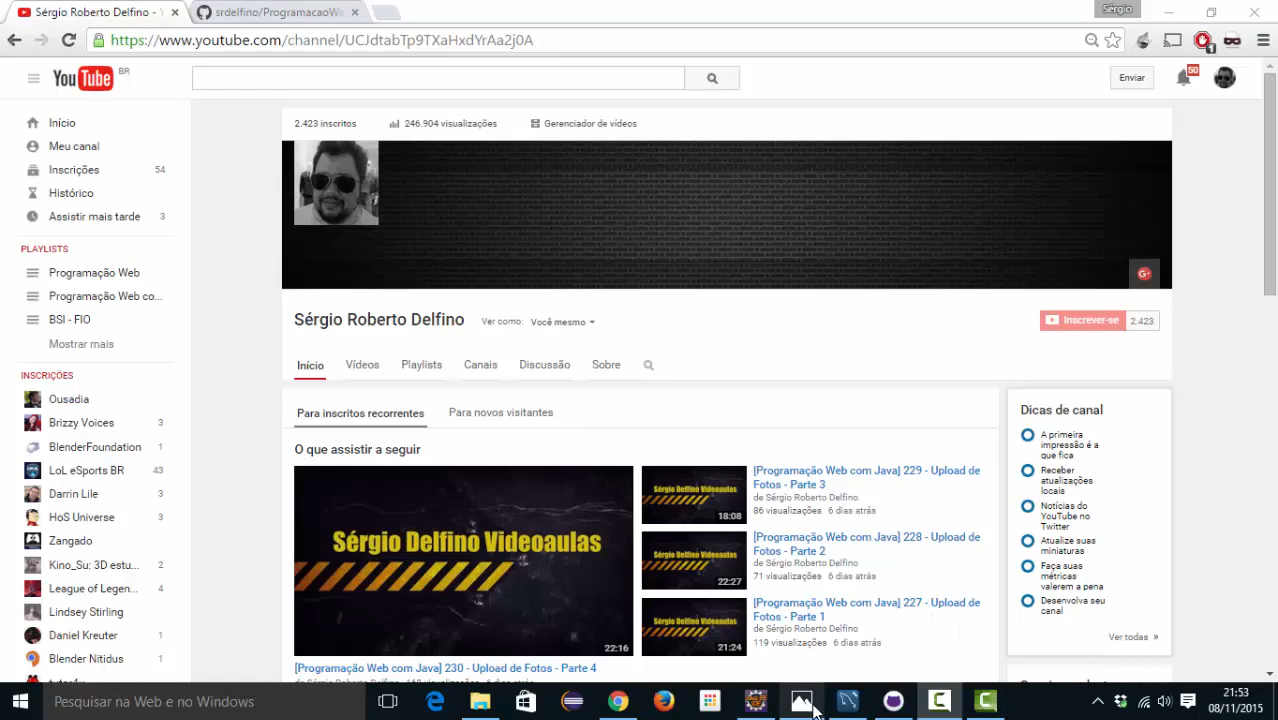 Sérgio Roberto Delfino -
srdelfino/ProgramacaoWe
Sérgio
https://www.youtube.com/channel/UCJdtabTp9TXaHxdYrAa2j0A
1
YouTube BR
Enviar
50
Início
Meu canal
Inscrições 54
Histórico
Assistir mais tarde 3
PLAYLISTS
Programação Web
Programação Web co...
BSI - FIO
Mostrar mais
INSCRIÇÕES
Ousadia
Brizzy Voices 3
BlenderFoundation 1
LoL eSports BR 43
Darrin Lile 3
HoS Universe 3
Zangado
Kino_Su: 3D estu... 2
League of Legen... 4
Lindsey Stirling
Daniel Kreuter 1
Blender Nitidus 1
2.423 inscritos
246.904 visualizações
Gerenciador de vídeos
G+
Sérgio Roberto Delfino
Ver como: Você mesmo
Inscrever-se 2.423
Início Vídeos Playlists Canais Discussão Sobre
Para inscritos recorrentes Para novos visitantes
O que assistir a seguir
Sérgio Delfino Videoaulas
22:16
[Programação Web com Java] 230 - Upload de Fotos - Parte 4
Sérgio Delfino Videoaulas
18:08
[Programação Web com Java] 229 - Upload de
Fotos - Parte 3
de Sérgio Roberto Delfino
86 visualizações 6 dias atrás
Sérgio Delfino Videoaulas
22:27
[Programação Web com Java] 228 - Upload de
Fotos - Parte 2
de Sérgio Roberto Delfino
71 visualizações 6 dias atrás
Sérgio Delfino Videoaulas
21:24
[Programação Web com Java] 227 - Upload de
Fotos - Parte 1
de Sérgio Roberto Delfino
119 visualizações 6 dias atrás
Dicas de canal
A primeira
impressão é a
que fica
Receber
atualizações
locais
Notícias do
YouTube no
Twitter
Atualize suas
miniaturas
Faça suas
métricas
valerem a pena
Desenvolva seu
canal
Ver todas »
Pesquisar na Web e no Windows
21:53
08/11/2015